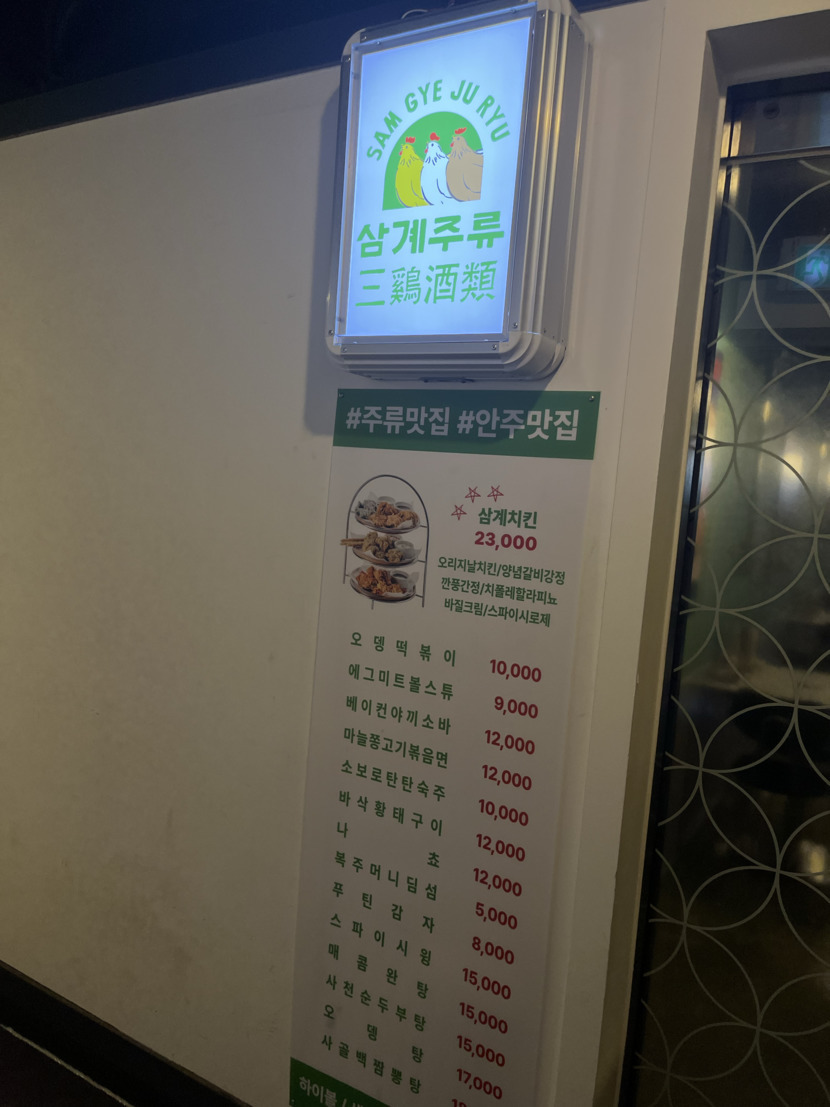 SAM GYE JU RYU
삼계주류
三鷄酒類
#주류맛집 #안주맛집
삼계치킨
23,000
오리지날치킨/양념갈비강정
깐풍간정/치폴레할라피뇨
바질크림/스파이시로제
오뎅떡볶이 10,000
에그미트볼스튜 9,000
베이컨야끼소바 12,000
마늘쫑고기볶음면 12,000
소보로탄탄숙주 10,000
바삭황태구이 12,000
나쵸 12,000
복주머니딤섬 5,000
푸틴감자 8,000
스파이시윙 15,000
매콤완탕 15,000
사천순두부탕 15,000
오뎅탕 17,000
사골백짬뽕탕
하이볼 /